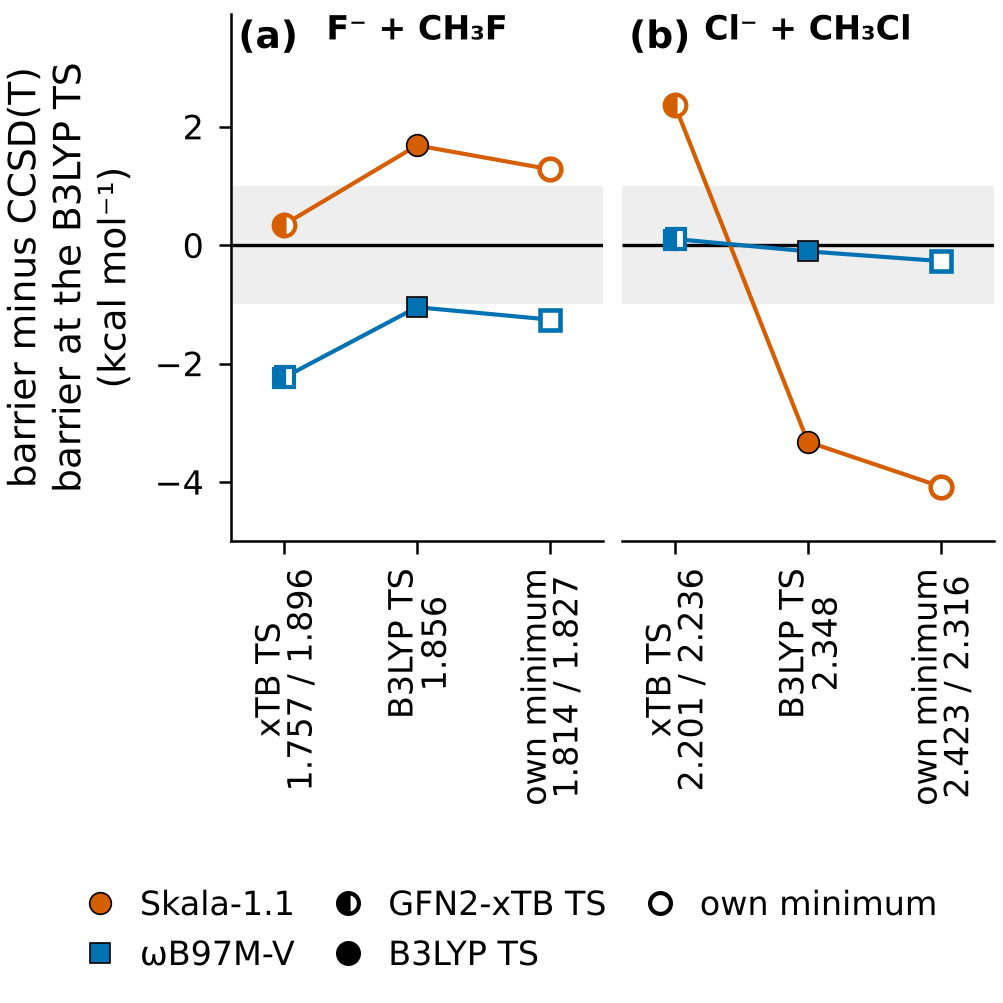 (a) F⁻ + CH₃F
(b) Cl⁻ + CH₃Cl
barrier minus CCSD(T)
barrier at the B3LYP TS
(kcal mol⁻¹)
2
0
−2
−4
xTB TS
1.757 / 1.896
B3LYP TS
1.856
own minimum
1.814 / 1.827
xTB TS
2.201 / 2.236
B3LYP TS
2.348
own minimum
2.423 / 2.316
Skala-1.1
GFN2-xTB TS
own minimum
ωB97M-V
B3LYP TS